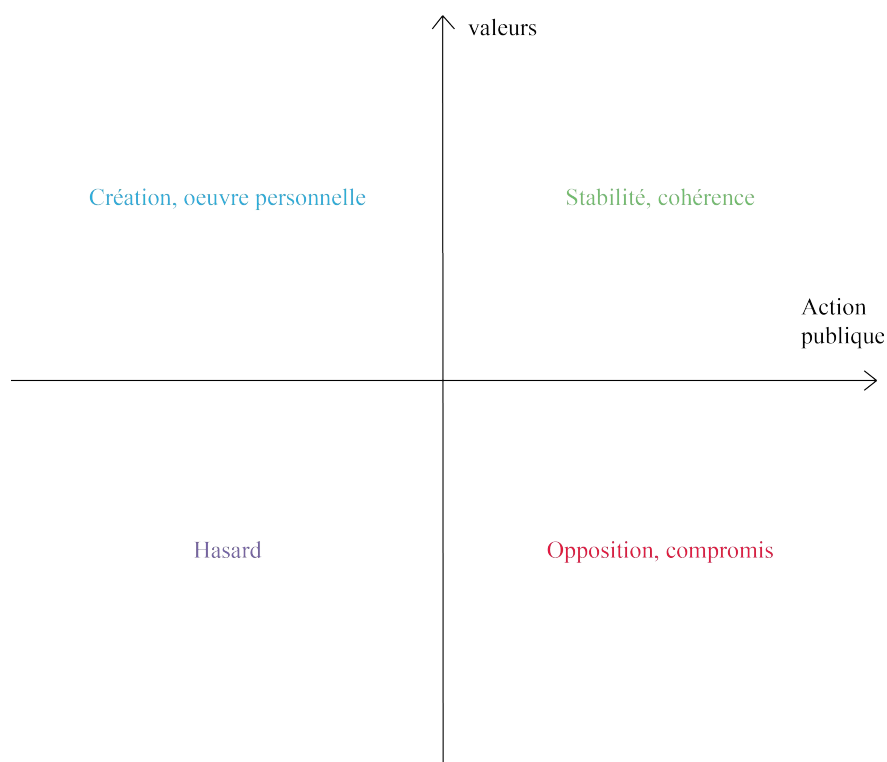 valeurs
Création, oeuvre personnelle
Stabilité, cohérence
Action
publique
Hasard
Opposition, compromis